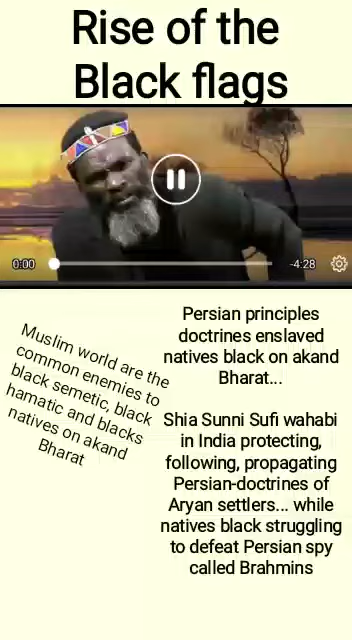 Rise of the
Black flags
0:00
-4:28
Muslim world are the
common enemies to
black semetic, black
hamatic and blacks
natives on akand
Bharat
Persian principles
doctrines enslaved
natives black on akand
Bharat...
Shia Sunni Sufi wahabi
in India protecting,
following, propagating
Persian-doctrines of
Aryan settlers... while
natives black struggling
to defeat Persian spy
called Brahmins